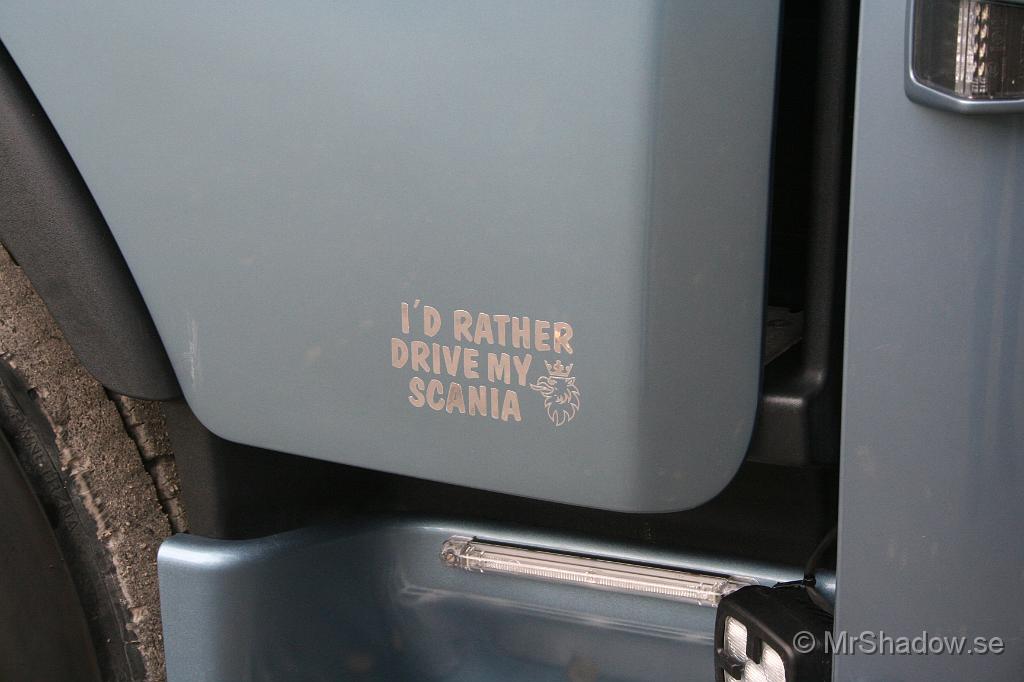 I´D RATHER
DRIVE MY
SCANIA
© MrShadow.se